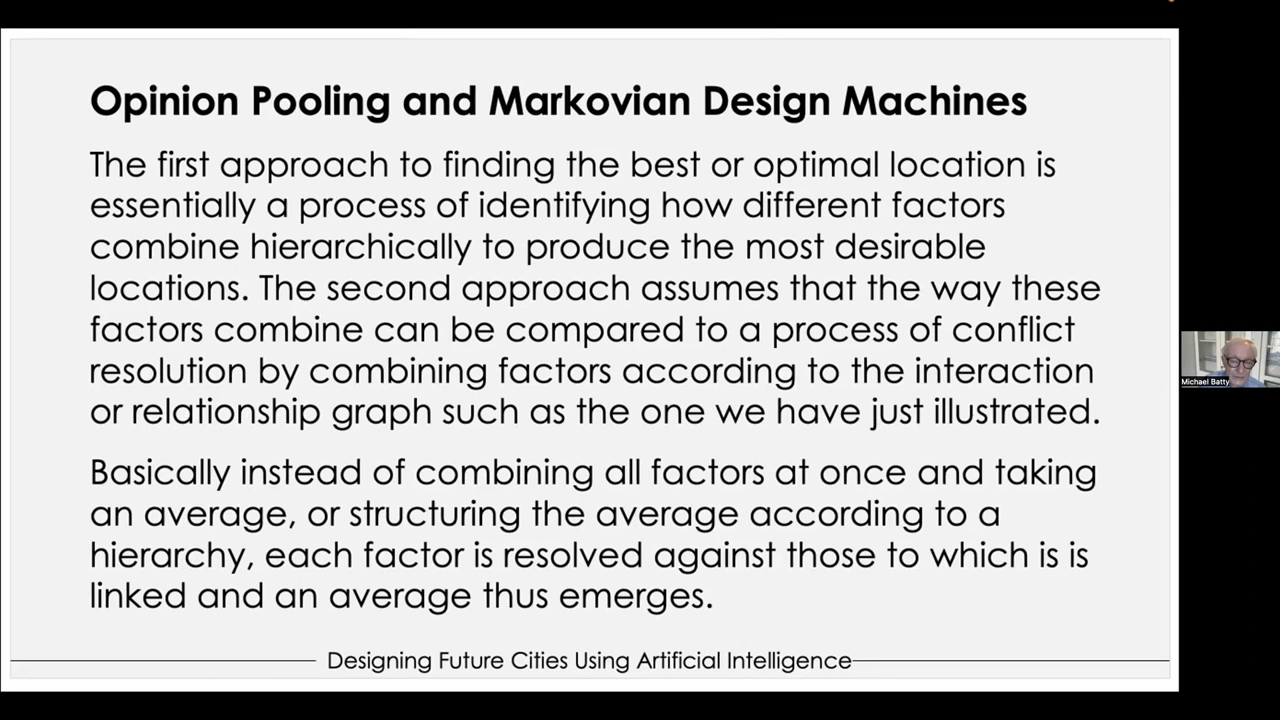 Opinion Pooling and Markovian Design Machines
The first approach to finding the best or optimal location is
essentially a process of identifying how different factors
combine hierarchically to produce the most desirable
locations. The second approach assumes that the way these
factors combine can be compared to a process of conflict
resolution by combining factors according to the interaction
or relationship graph such as the one we have just illustrated.
Basically instead of combining all factors at once and taking
an average, or structuring the average according to a
hierarchy, each factor is resolved against those to which is is
linked and an average thus emerges.
Designing Future Cities Using Artificial Intelligence
Michael Batty